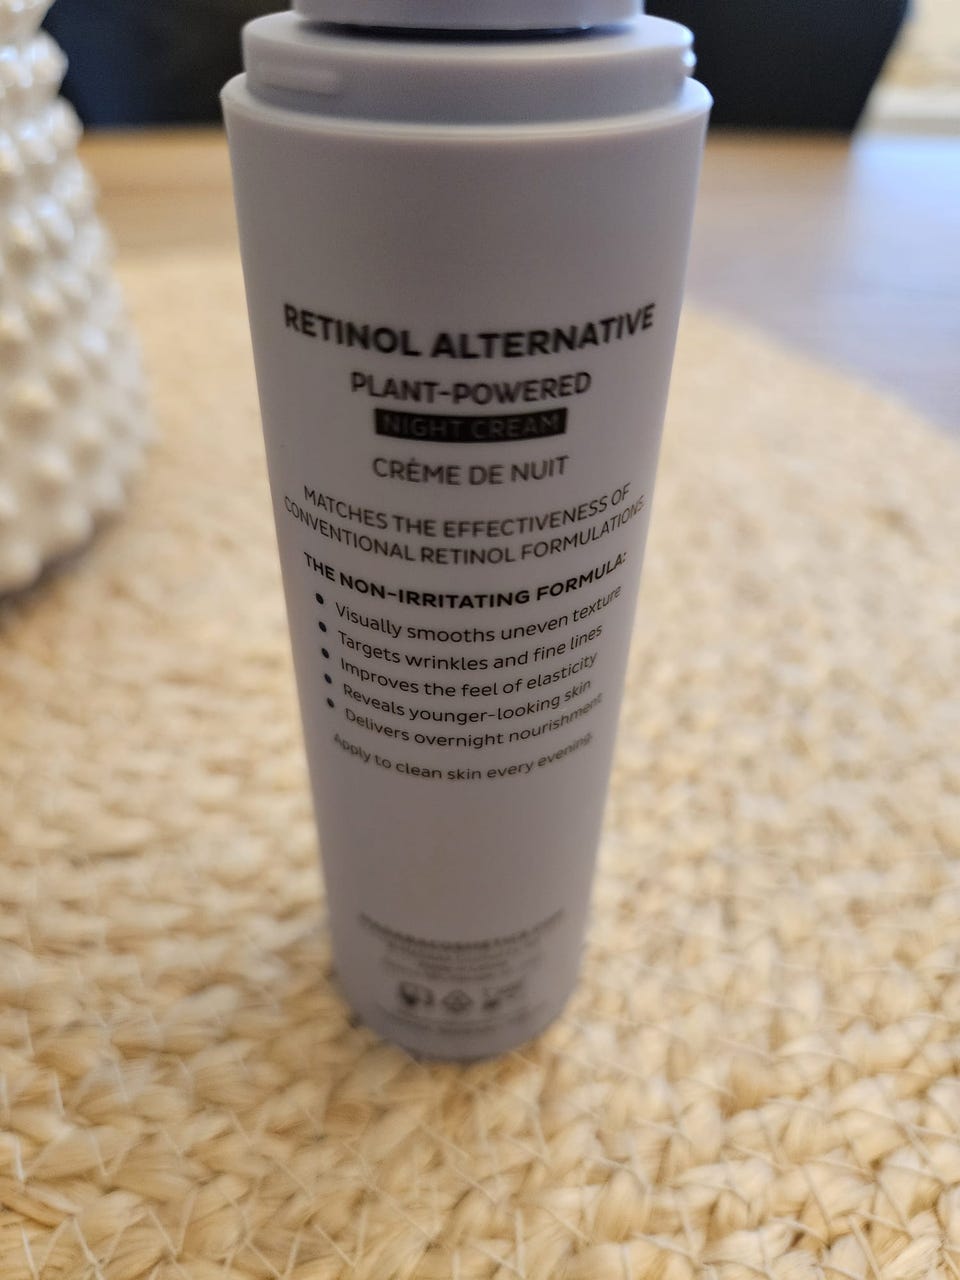 RETINOL ALTERNATIVE
PLANT-POWERED
NIGHT CREAM
CRÈME DE NUIT
MATCHES THE EFFECTIVENESS OF
CONVENTIONAL RETINOL FORMULATIONS
THE NON-IRRITATING FORMULA:
• Visually smooths uneven texture
• Targets wrinkles and fine lines
• Improves the feel of elasticity
• Reveals younger-looking skin
• Delivers overnight nourishment
Apply to clean skin every evening.